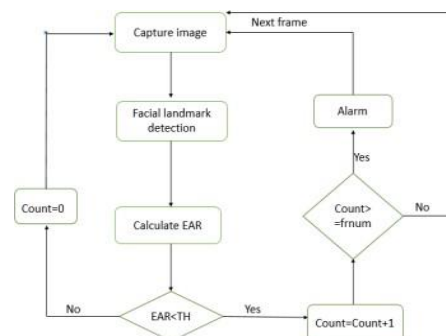 Next frame
Capture image
Facial landmark
detection
Alarm
Yes
Count=0
Calculate EAR
Count>
=frnum
No
No
EAR<TH
Yes
Count=Count+1